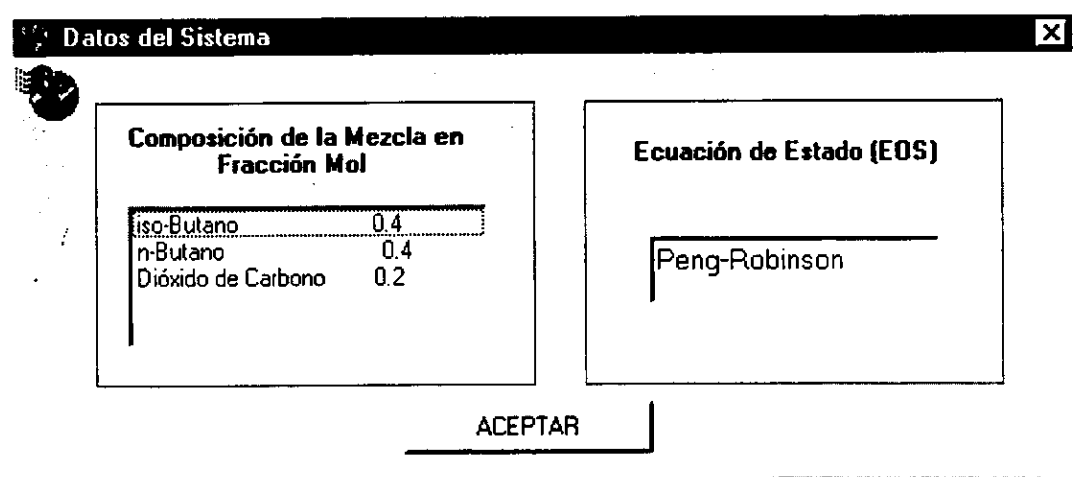 Datos del Sistema
Composición de la Mezcla en
Fracción Mol
iso-Butano 0.4
n-Butano 0.4
Dióxido de Carbono 0.2
Ecuación de Estado (EOS)
Peng-Robinson
ACEPTAR